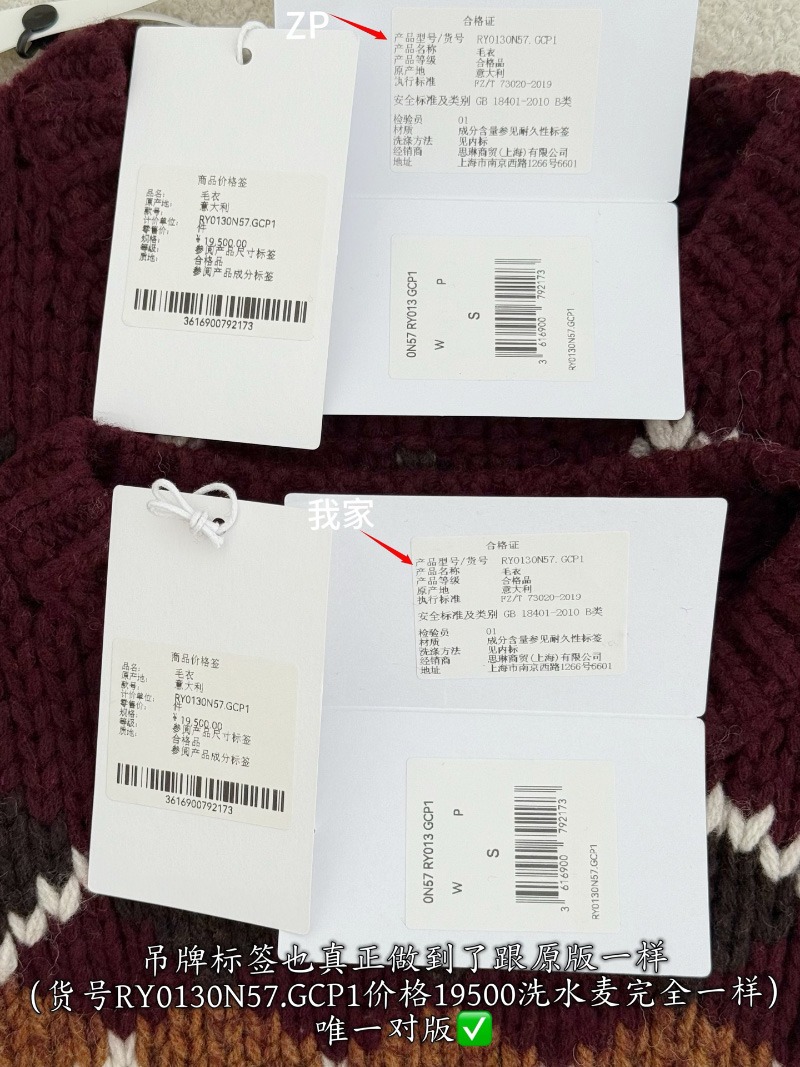 ZP
合格证
产品型号/货号 RY0130N57.GCP1
产品名称 毛衣
产品等级 合格品
原产地 意大利
执行标准 FZ/T 73020-2019
安全标准及类别 GB 18401-2010 B类
检验员 01
材质 成分含量参见耐久性标签
洗涤方法 见内标
经销商 思琳商贸(上海)有限公司
地址 上海市南京西路1266号6601
商品价格签
品名: 毛衣
原产地: 意大利
款号: RY0130N57.GCP1
计价单位: 件
零售价: ¥ 19,500.00
规格: 参阅产品尺寸标签
等级: 合格品
质地: 参阅产品成分标签
3616900792173
0N57 RY013 GCP1
P
W
S
3 616900 792173
RY0130N57.GCP1
我家
合格证
产品型号/货号 RY0130N57.GCP1
产品名称 毛衣
产品等级 合格品
原产地 意大利
执行标准 FZ/T 73020-2019
安全标准及类别 GB 18401-2010 B类
检验员 01
材质 成分含量参见耐久性标签
洗涤方法 见内标
经销商 思琳商贸(上海)有限公司
地址 上海市南京西路1266号6601
商品价格签
品名: 毛衣
原产地: 意大利
款号: RY0130N57.GCP1
计价单位: 件
零售价: ¥ 19,500.00
规格: 参阅产品尺寸标签
等级: 合格品
质地: 参阅产品成分标签
3616900792173
0N57 RY013 GCP1
P
W
S
3 616900 792173
RY0130N57.GCP1
吊牌标签也真正做到了跟原版一样
(货号RY0130N57.GCP1价格19500洗水麦完全一样)
唯一对版✅